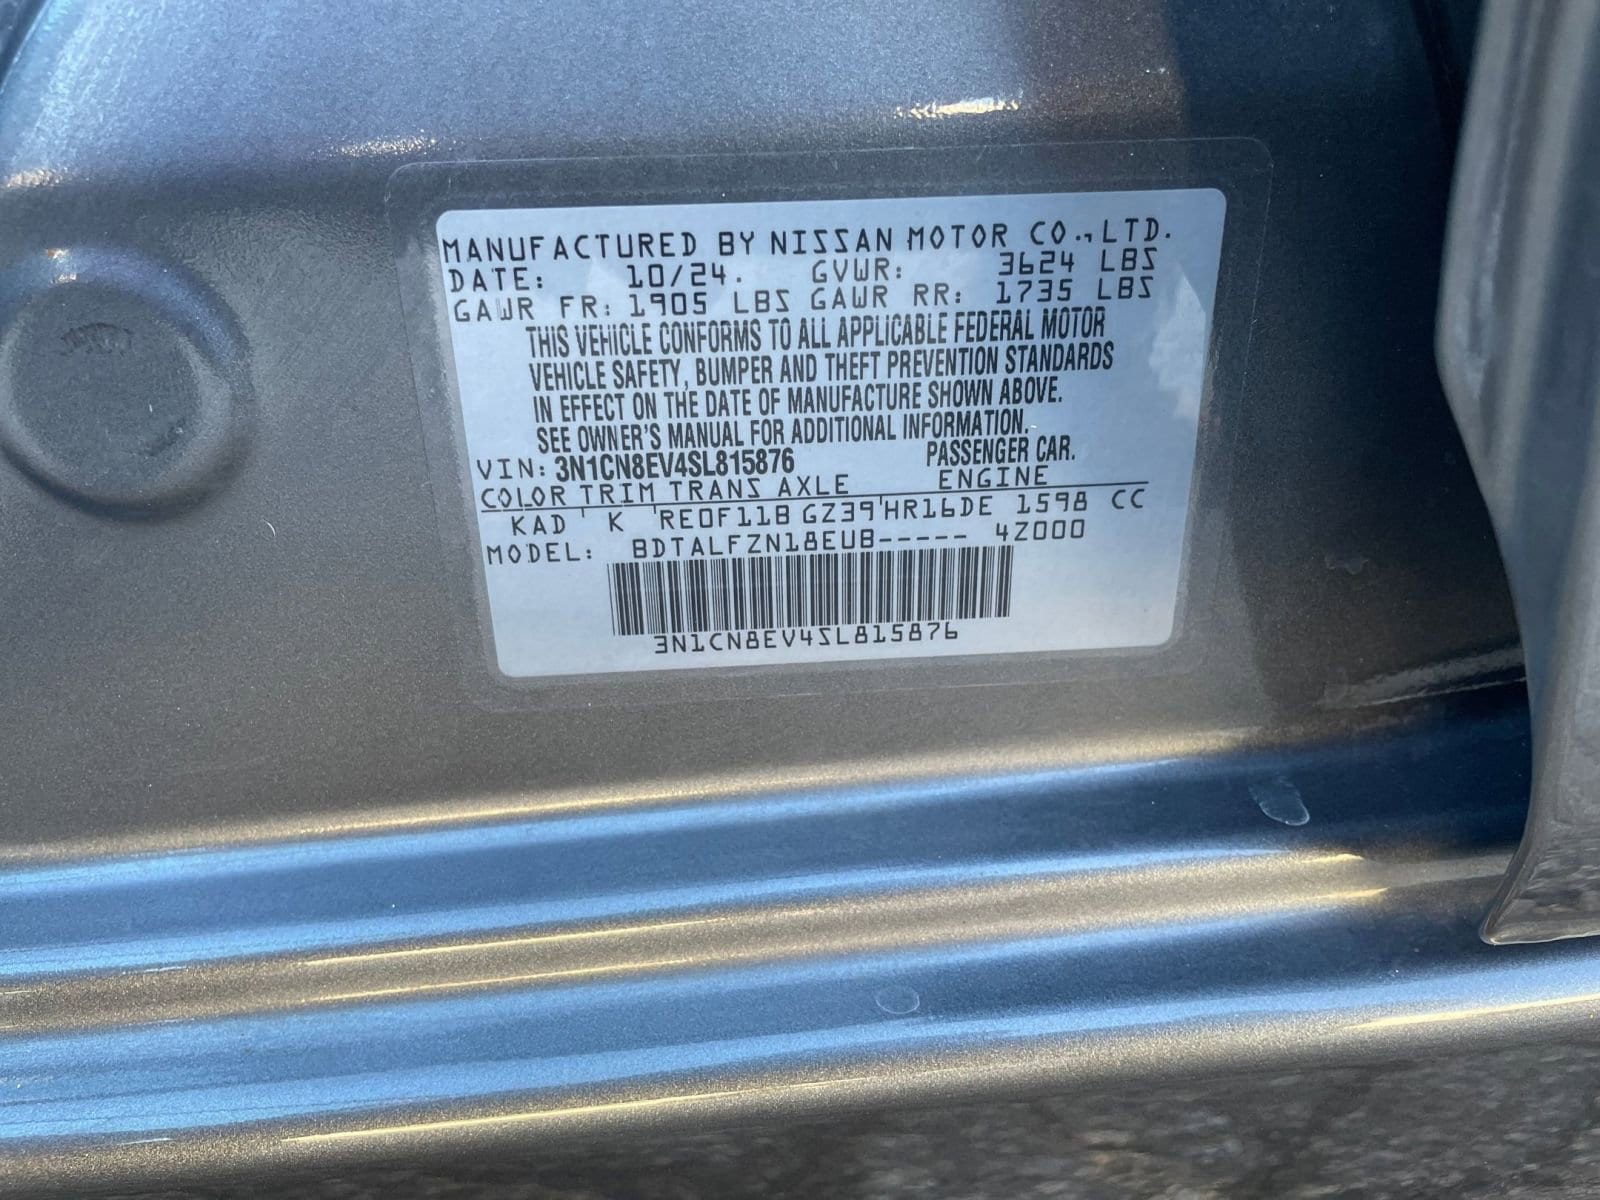 MANUFACTURED BY NISSAN MOTOR CO., LTD.
DATE: 10/24. GVWR: 3624 LBS
GAWR FR: 1905 LBS GAWR RR: 1735 LBS
THIS VEHICLE CONFORMS TO ALL APPLICABLE FEDERAL MOTOR
VEHICLE SAFETY, BUMPER AND THEFT PREVENTION STANDARDS
IN EFFECT ON THE DATE OF MANUFACTURE SHOWN ABOVE.
SEE OWNER'S MANUAL FOR ADDITIONAL INFORMATION.
VIN: 3N1CN8EV4SL815876 PASSENGER CAR.
COLOR TRIM TRANS AXLE ENGINE
KAD K RE0F11B GZ39 HR16DE 1598 CC
MODEL: BDTALFZN18EUB----- 4Z000
3N1CN8EV4SL815876